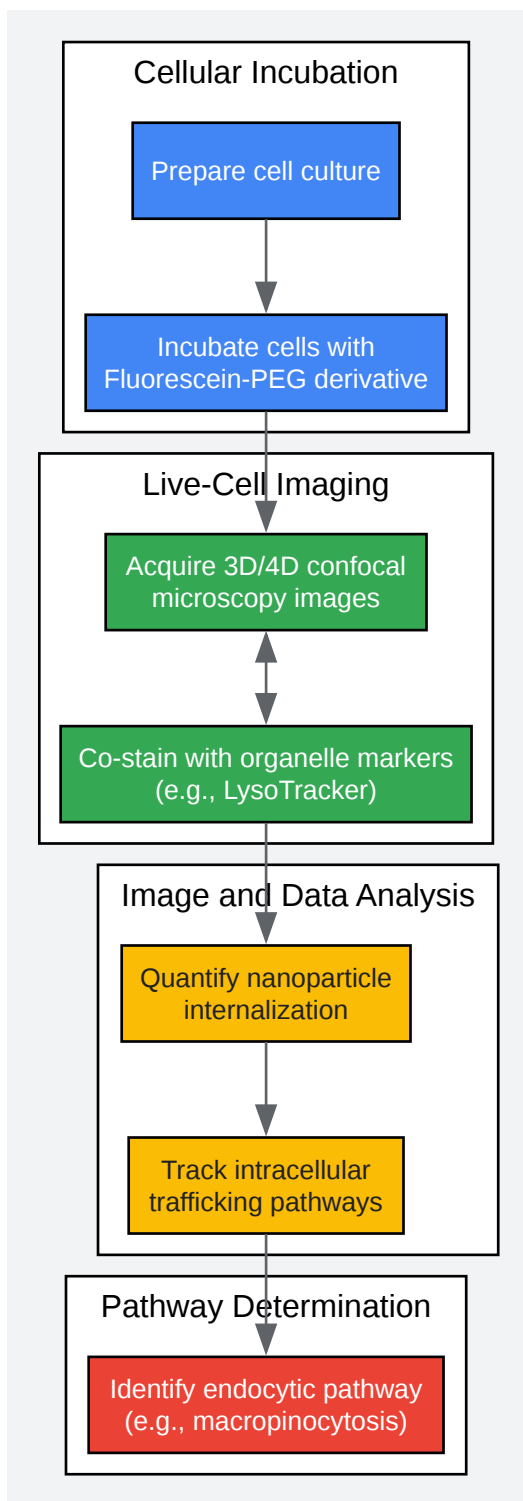 Cellular Incubation
Prepare cell culture
Incubate cells with
Fluorescein-PEG derivative
Live-Cell Imaging
Acquire 3D/4D confocal
microscopy images
Co-stain with organelle markers
(e.g., LysoTracker)
Image and Data Analysis
Quantify nanoparticle
internalization
Track intracellular
trafficking pathways
Pathway Determination
Identify endocytic pathway
(e.g., macropinocytosis)